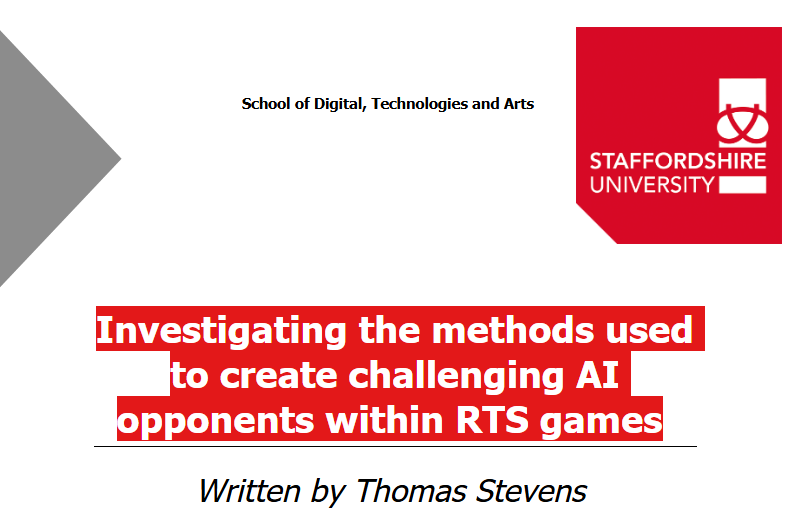 School of Digital, Technologies and Arts
STAFFORDSHIRE
UNIVERSITY
Investigating the methods used
to create challenging AI
opponents within RTS games
Written by Thomas Stevens